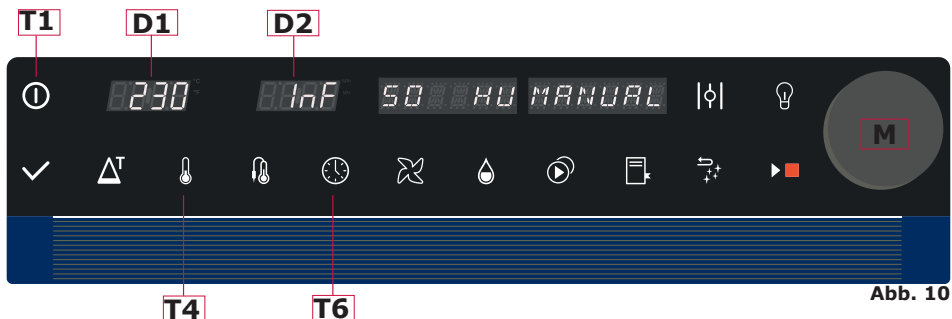 T1 D1 D2
230 InF 50 HU MANUAL
M
T
T4 T6
Abb. 10